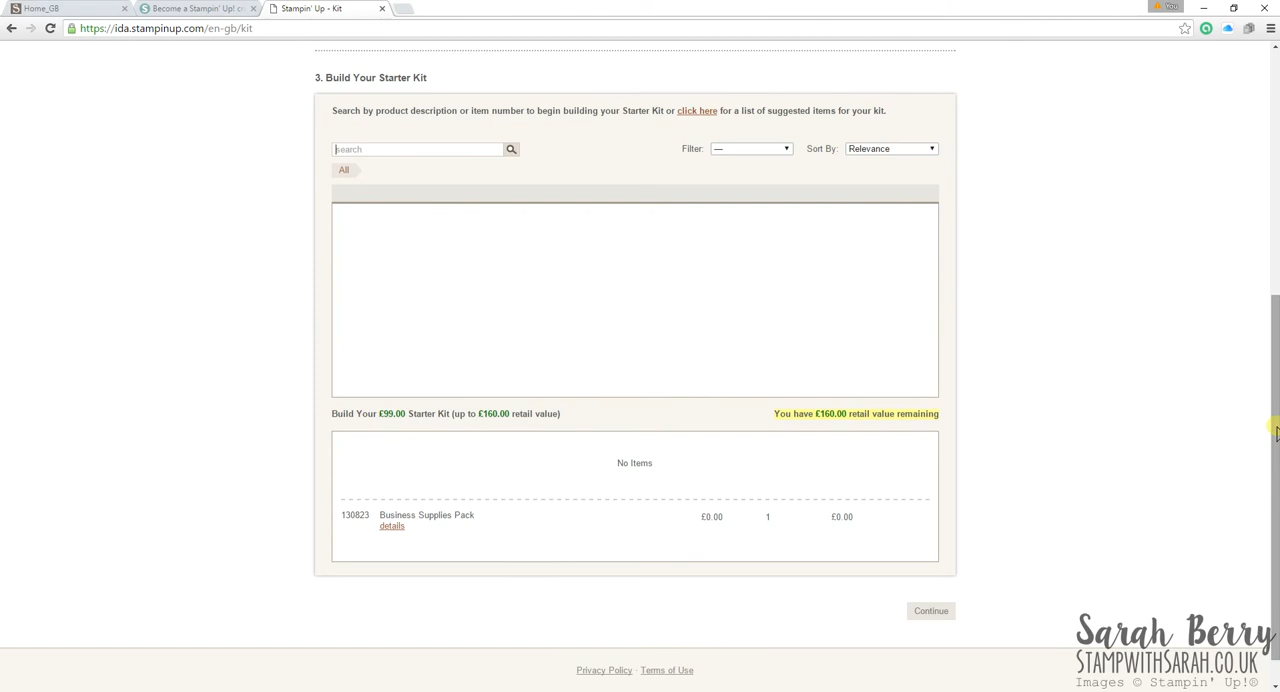 Home_GB
Become a Stampin' Up! cr
Stampin' Up - Kit
You
https://ida.stampinup.com/en-gb/kit
3. Build Your Starter Kit
Search by product description or item number to begin building your Starter Kit or click here for a list of suggested items for your kit.
search
Filter: —
Sort By: Relevance
All
Build Your £99.00 Starter Kit (up to £160.00 retail value)
You have £160.00 retail value remaining
No Items
130823 Business Supplies Pack £0.00 1 £0.00
details
Continue
Privacy Policy · Terms of Use
Sarah Berry
STAMPWITHSARAH.CO.UK
Images © Stampin' Up!®